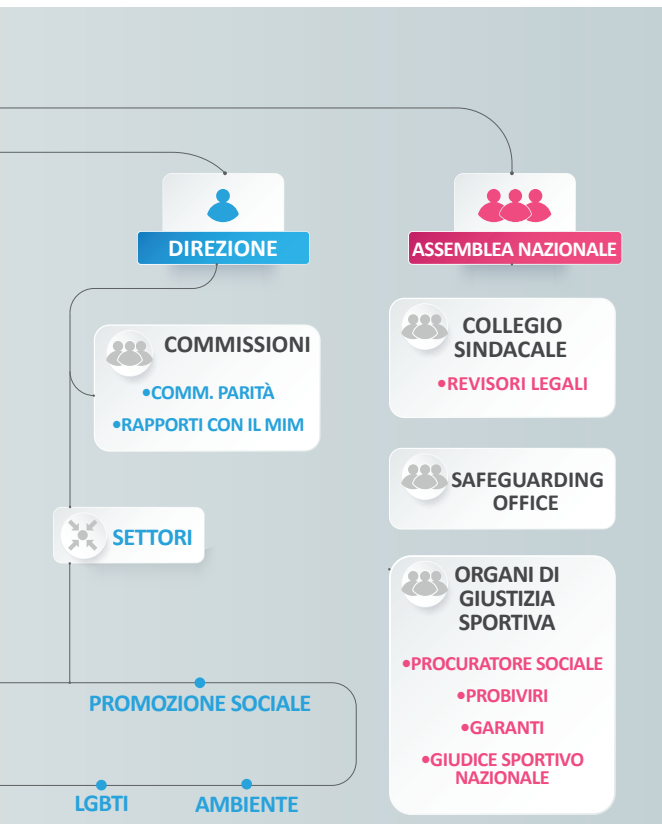 DIREZIONE
COMMISSIONI
•COMM. PARITÀ
•RAPPORTI CON IL MIM
SETTORI
PROMOZIONE SOCIALE
LGBTI
AMBIENTE
ASSEMBLEA NAZIONALE
COLLEGIO
SINDACALE
•REVISORI LEGALI
SAFEGUARDING
OFFICE
ORGANI DI
GIUSTIZIA
SPORTIVA
•PROCURATORE SOCIALE
•PROBIVIRI
•GARANTI
•GIUDICE SPORTIVO
NAZIONALE